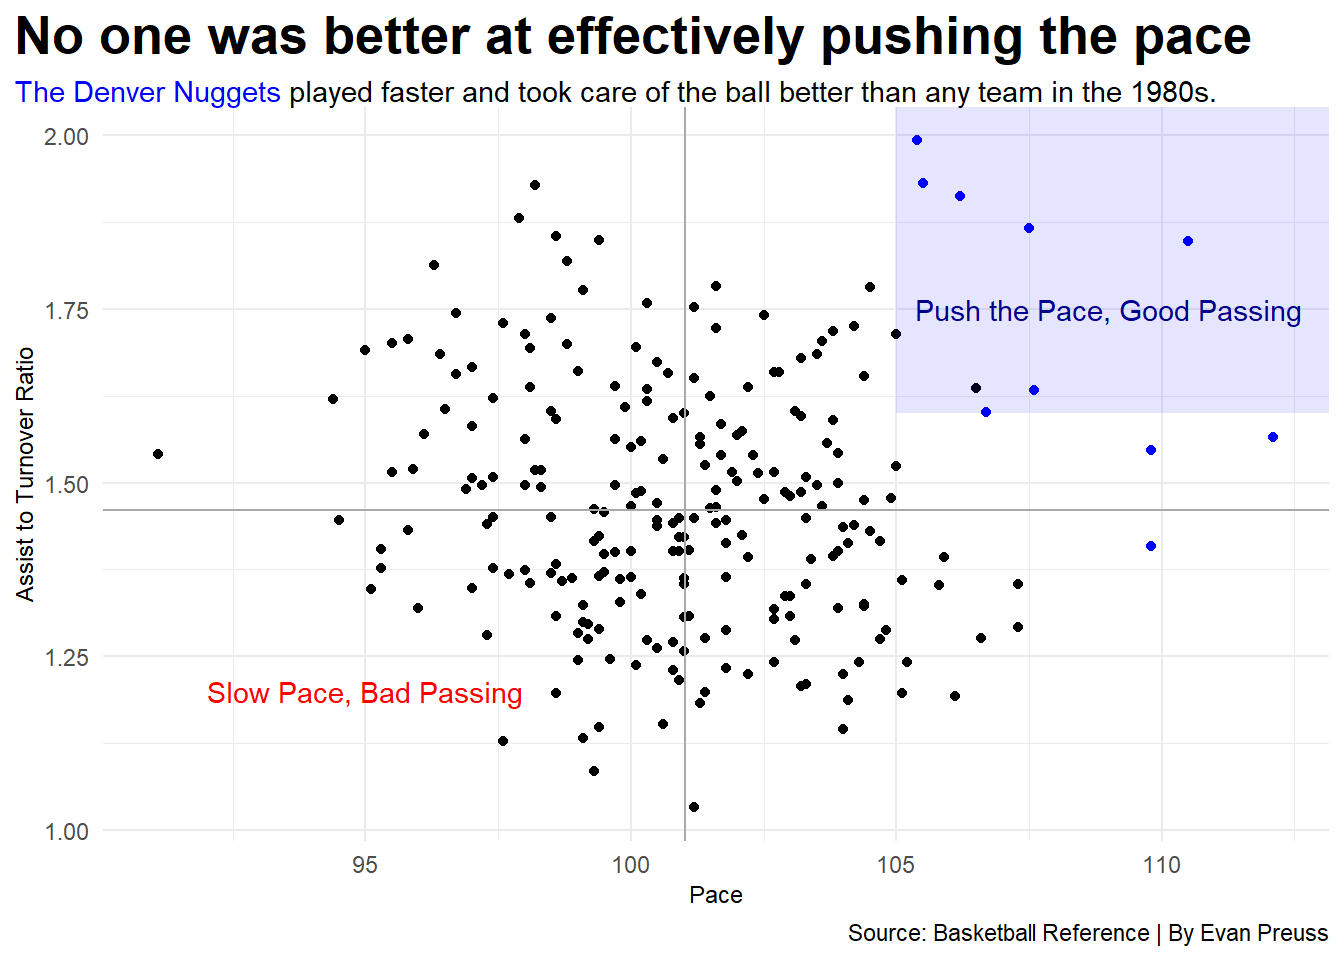 No one was better at effectively pushing the pace
The Denver Nuggets played faster and took care of the ball better than any team in the 1980s.
2.00
1.75
1.50
1.25
1.00
Assist to Turnover Ratio
Push the Pace, Good Passing
Slow Pace, Bad Passing
95 100 105 110
Pace
Source: Basketball Reference | By Evan Preuss